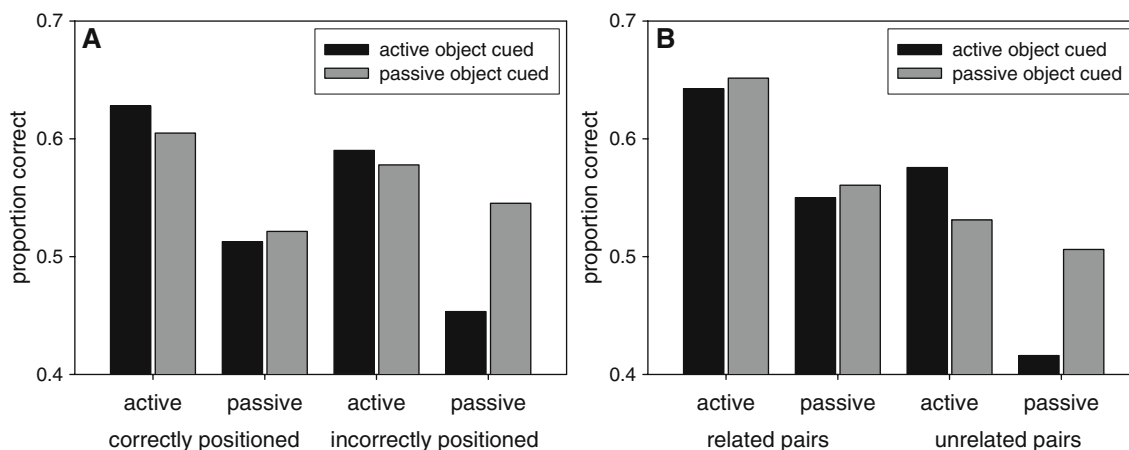 A
active object cued
passive object cued
proportion correct
0.7
0.6
0.5
0.4
active passive active passive
correctly positioned incorrectly positioned
B
active object cued
passive object cued
proportion correct
0.7
0.6
0.5
0.4
active passive active passive
related pairs unrelated pairs